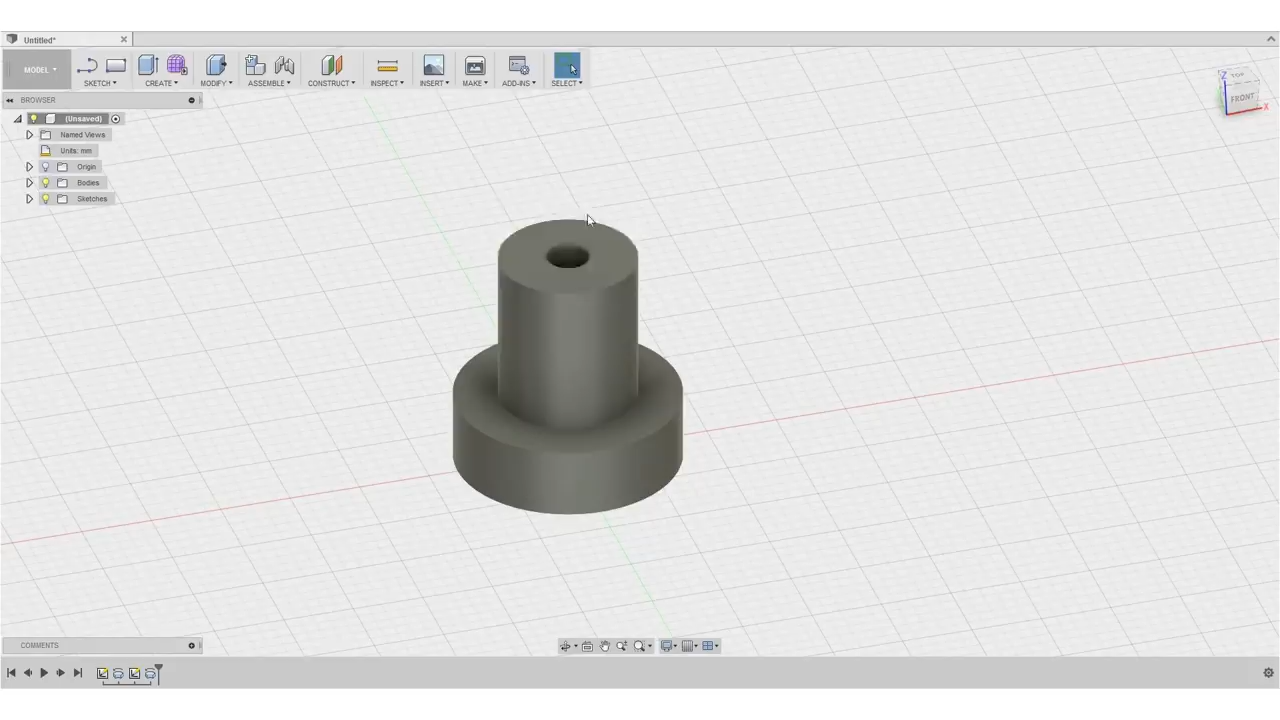 Untitled*
MODEL
SKETCH
CREATE
MODIFY
ASSEMBLE
CONSTRUCT
INSPECT
INSERT
MAKE
ADD-INS
SELECT
BROWSER
(Unsaved)
Named Views
Units: mm
Origin
Bodies
Sketches
TOP
FRONT
Z
X
COMMENTS